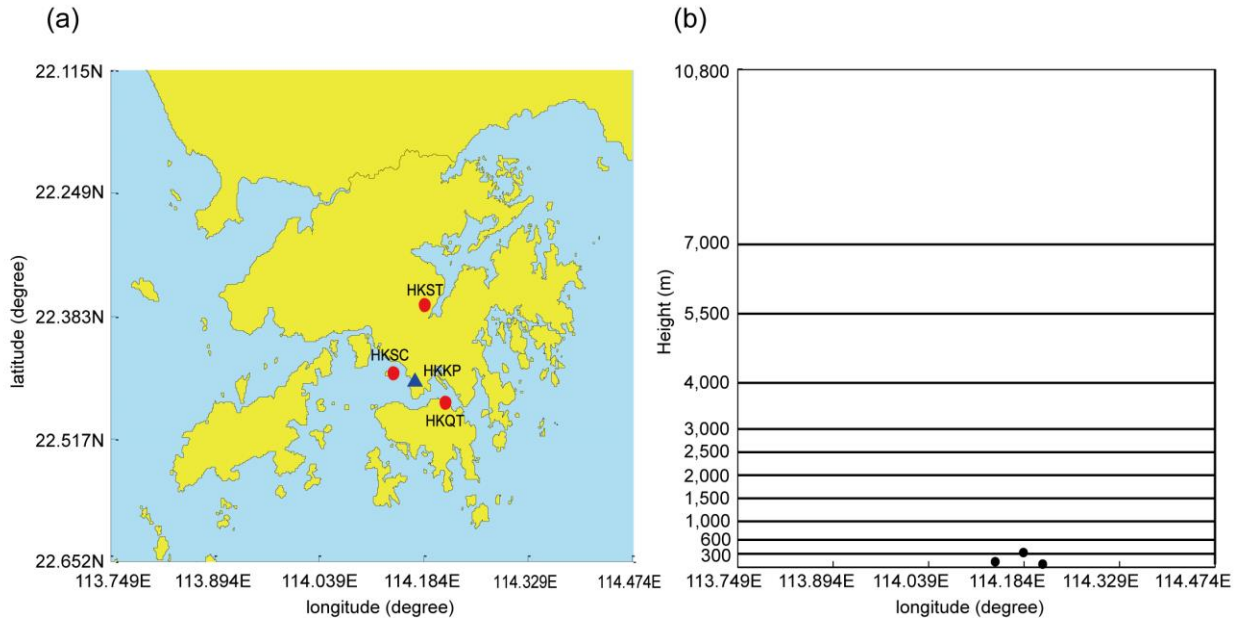 (a)
22.115N
22.249N
22.383N
22.517N
22.652N
latitude (degree)
HKST
HKSC
HKKP
HKQT
113.749E 113.894E 114.039E 114.184E 114.329E 114.474E
longitude (degree)
(b)
10,800
7,000
5,500
4,000
3,000
2,500
2,000
1,500
1,000
600
300
Height (m)
113.749E 113.894E 114.039E 114.184E 114.329E 114.474E
longitude (degree)